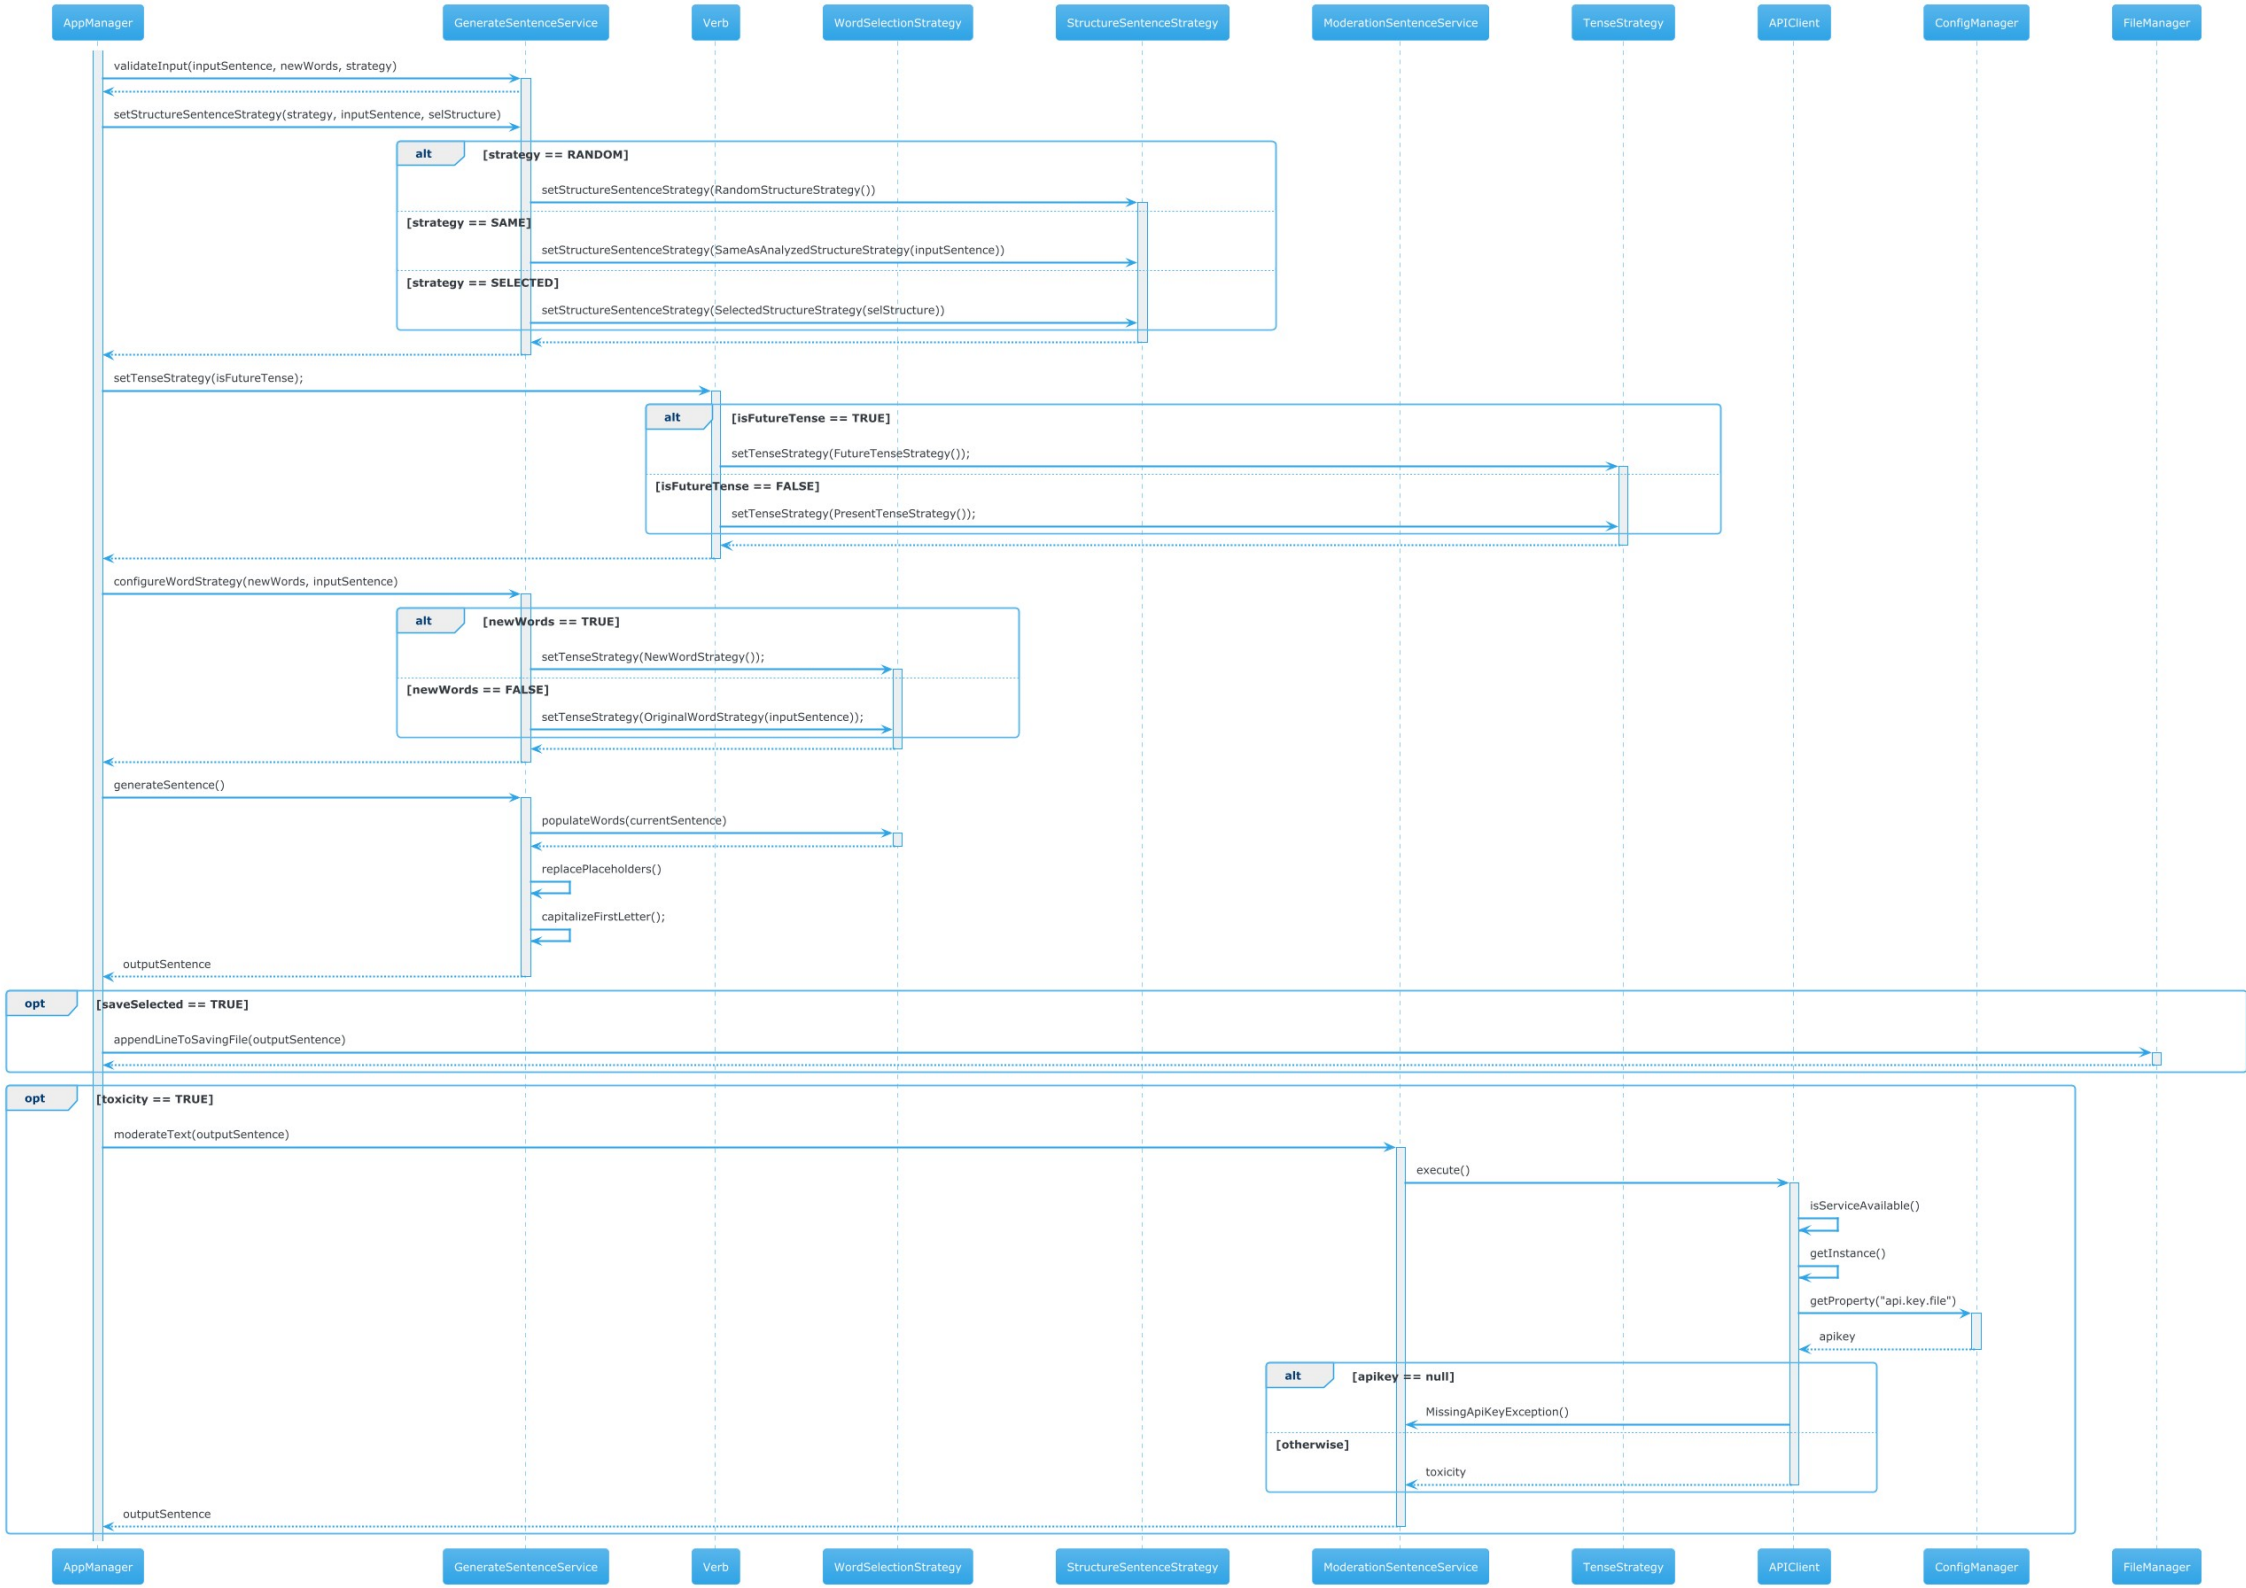 AppManager
GenerateSentenceService
Verb
WordSelectionStrategy
StructureSentenceStrategy
ModerationSentenceService
TenseStrategy
APIClient
ConfigManager
FileManager
validateInput(inputSentence, newWords, strategy)
setStructureSentenceStrategy(strategy, inputSentence, selStructure)
alt
[strategy == RANDOM]
setStructureSentenceStrategy(RandomStructureStrategy())
[strategy == SAME]
setStructureSentenceStrategy(SameAsAnalyzedStructureStrategy(inputSentence))
[strategy == SELECTED]
setStructureSentenceStrategy(SelectedStructureStrategy(selStructure))
setTenseStrategy(isFutureTense);
alt
[isFutureTense == TRUE]
setTenseStrategy(FutureTenseStrategy());
[isFutureTense == FALSE]
setTenseStrategy(PresentTenseStrategy());
configureWordStrategy(newWords, inputSentence)
alt
[newWords == TRUE]
setTenseStrategy(NewWordStrategy());
[newWords == FALSE]
setTenseStrategy(OriginalWordStrategy(inputSentence));
generateSentence()
populateWords(currentSentence)
replacePlaceholders()
capitalizeFirstLetter();
outputSentence
opt
[saveSelected == TRUE]
appendLineToSavingFile(outputSentence)
opt
[toxicity == TRUE]
moderateText(outputSentence)
execute()
isServiceAvailable()
getInstance()
getProperty("api.key.file")
apikey
alt
[apikey == null]
MissingApiKeyException()
[otherwise]
toxicity
outputSentence
AppManager
GenerateSentenceService
Verb
WordSelectionStrategy
StructureSentenceStrategy
ModerationSentenceService
TenseStrategy
APIClient
ConfigManager
FileManager